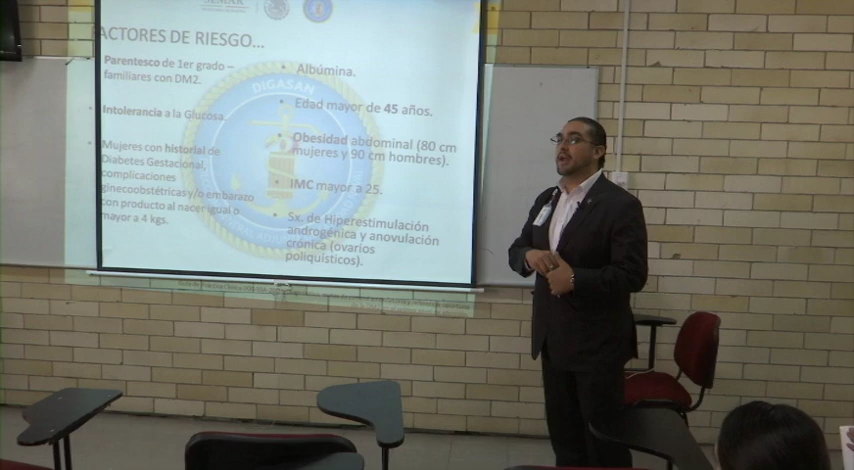 ACTORES DE RIESGO...
Parentesco de 1er grado –
familiares con DM2.
Intolerancia a la Glucosa.
Mujeres con historial de
Diabetes Gestacional,
complicaciones
ginecoobstétricas y/o embarazo
con producto al nacer igual o
mayor a 4 kgs.
• Albúmina.
• Edad mayor de 45 años.
• Obesidad abdominal (80 cm
mujeres y 90 cm hombres).
• IMC mayor a 25.
• Sx. de Hiperestimulación
androgénica y anovulación
crónica (ovarios
poliquísticos).
DIGASAN